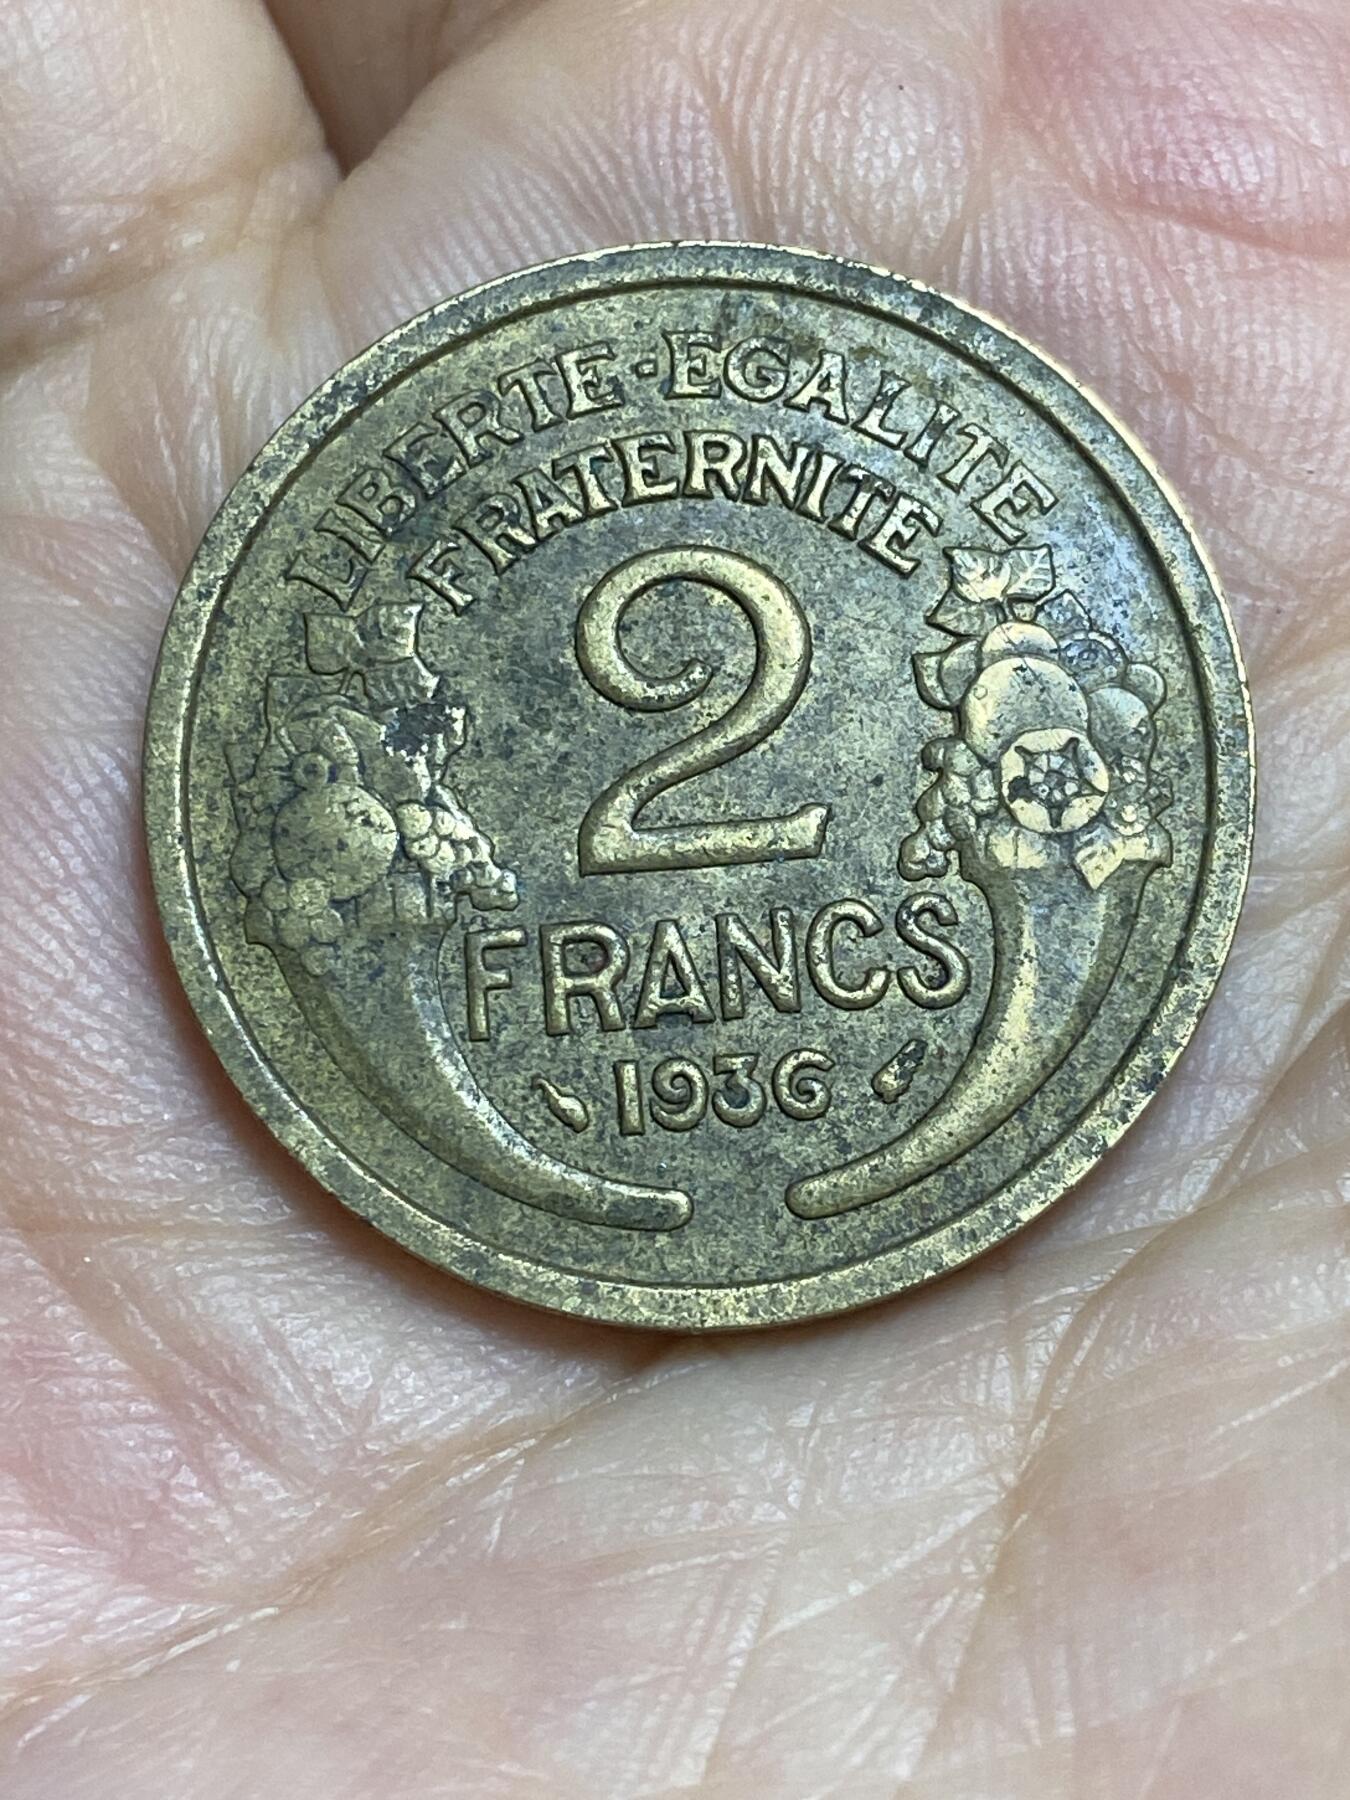 LIBERTE-EGALITE
FRATERNITE
2
FRANCS
1936